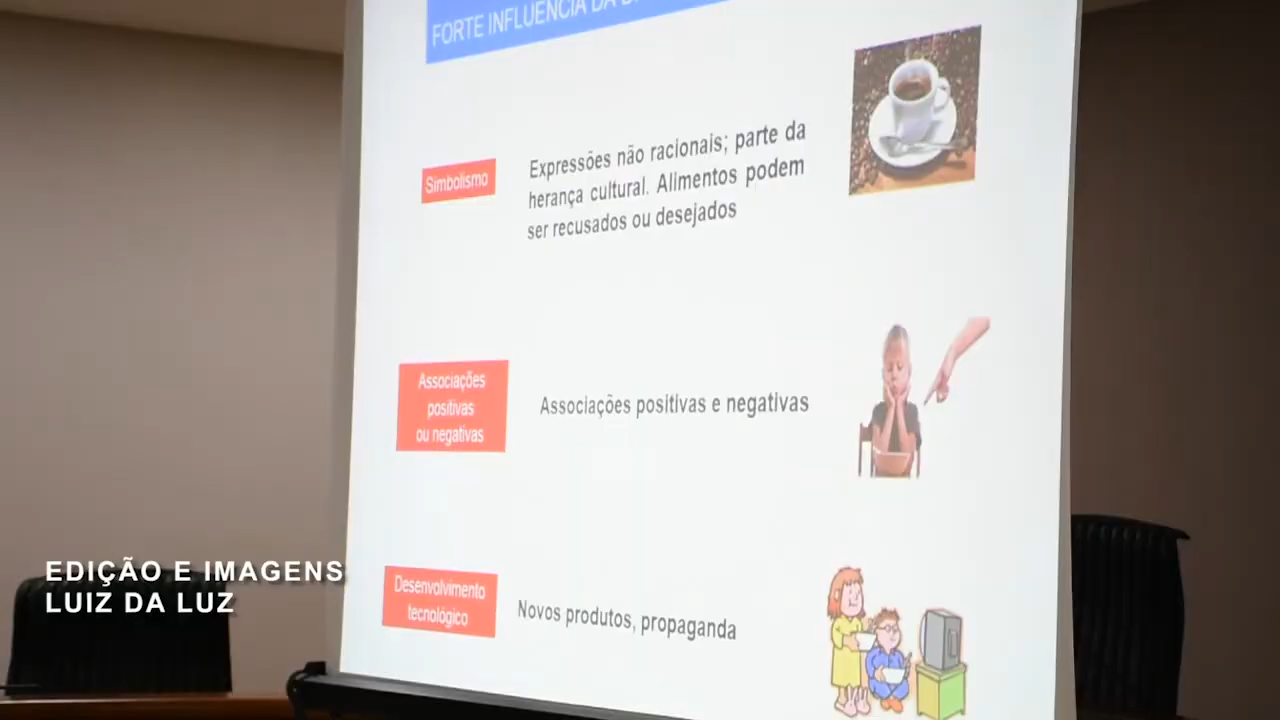 FORTE INFLUÊNCIA DA
Simbolismo
Expressões não racionais; parte da
herança cultural. Alimentos podem
ser recusados ou desejados
Associações
positivas
ou negativas
Associações positivas e negativas
Desenvolvimento
tecnológico
Novos produtos, propaganda
EDIÇÃO E IMAGENS
LUIZ DA LUZ